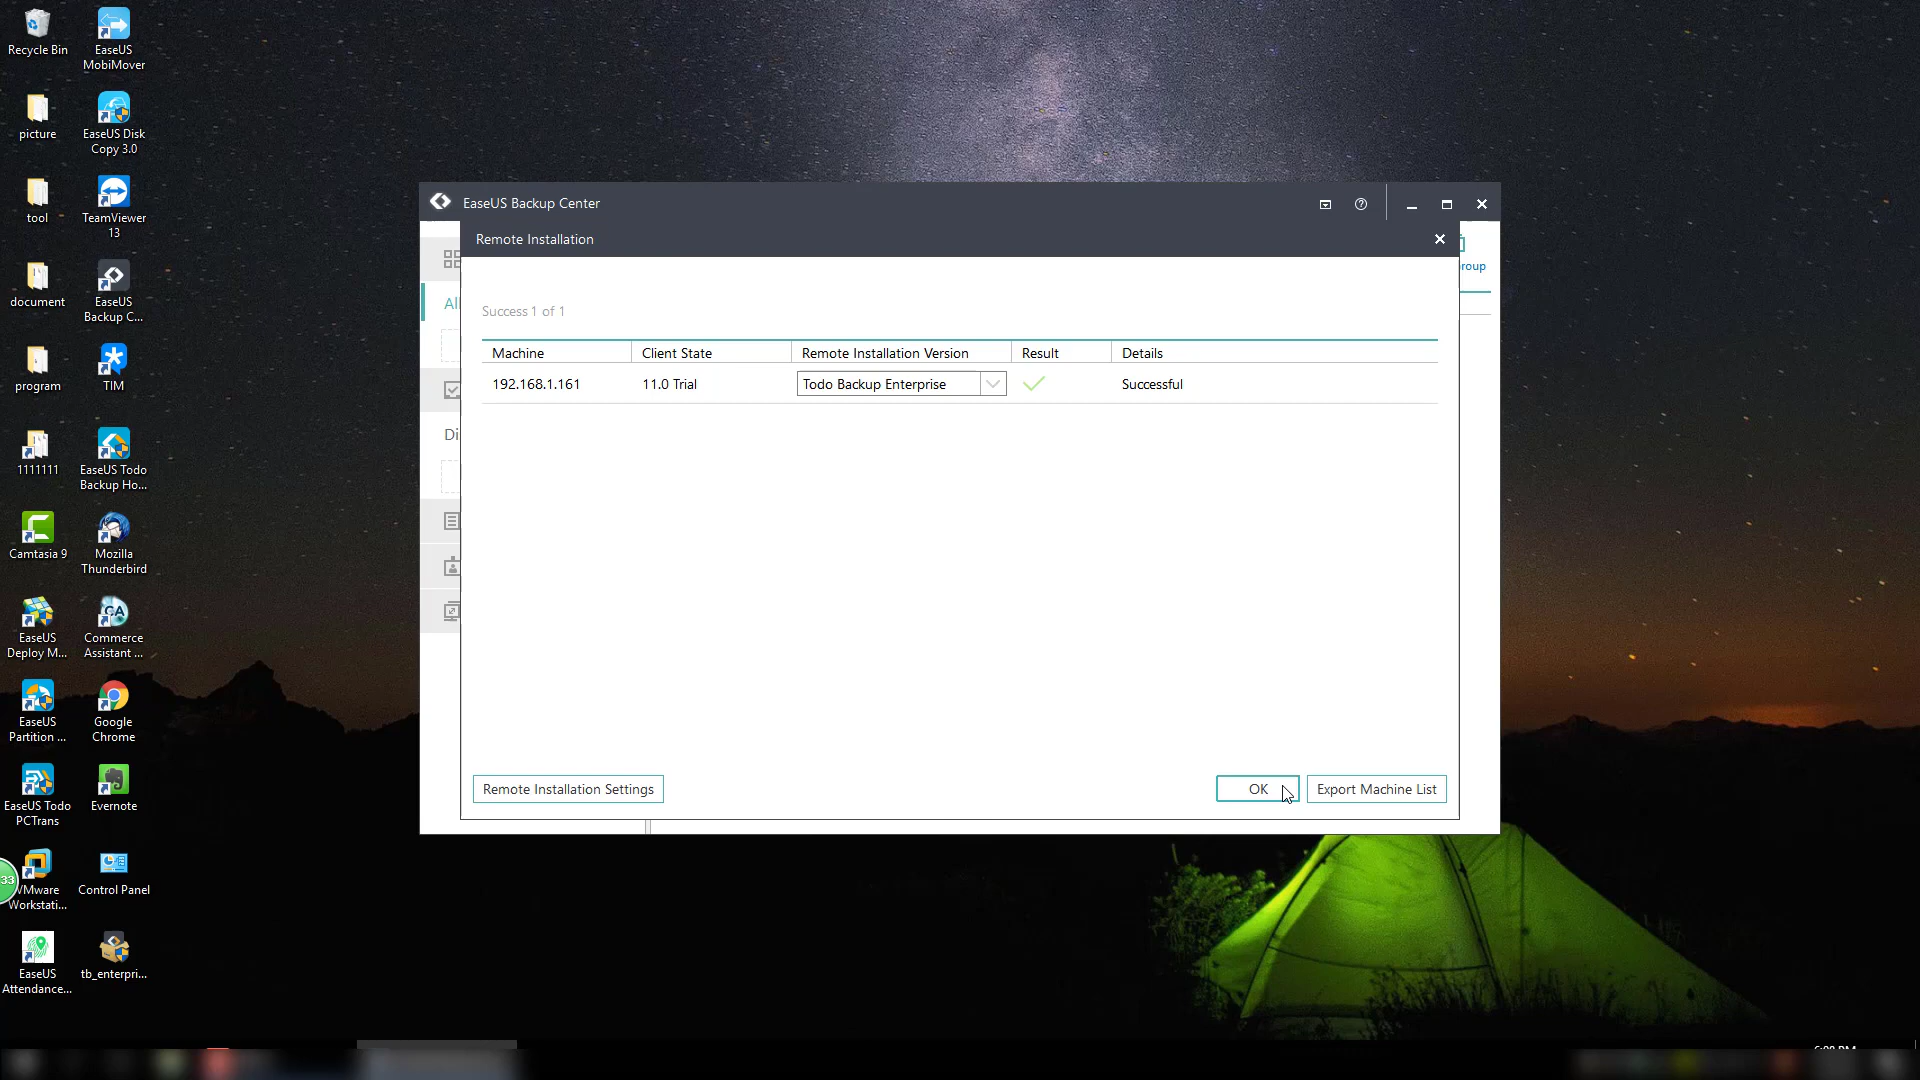 Recycle Bin
EaseUS
MobiMover
picture
EaseUS Disk
Copy 3.0
tool
TeamViewer
13
document
EaseUS
Backup C...
program
TIM
1111111
EaseUS Todo
Backup Ho...
Camtasia 9
Mozilla
Thunderbird
EaseUS
Deploy M...
Commerce
Assistant ...
EaseUS
Partition ...
Google
Chrome
EaseUS Todo
PCTrans
Evernote
33
VMware
Workstati...
Control Panel
EaseUS
Attendance...
tb_enterpri...
EaseUS Backup Center
Remote Installation
roup
All
Di
Success 1 of 1
Machine Client State Remote Installation Version Result Details
192.168.1.161 11.0 Trial Todo Backup Enterprise Successful
Remote Installation Settings OK Export Machine List